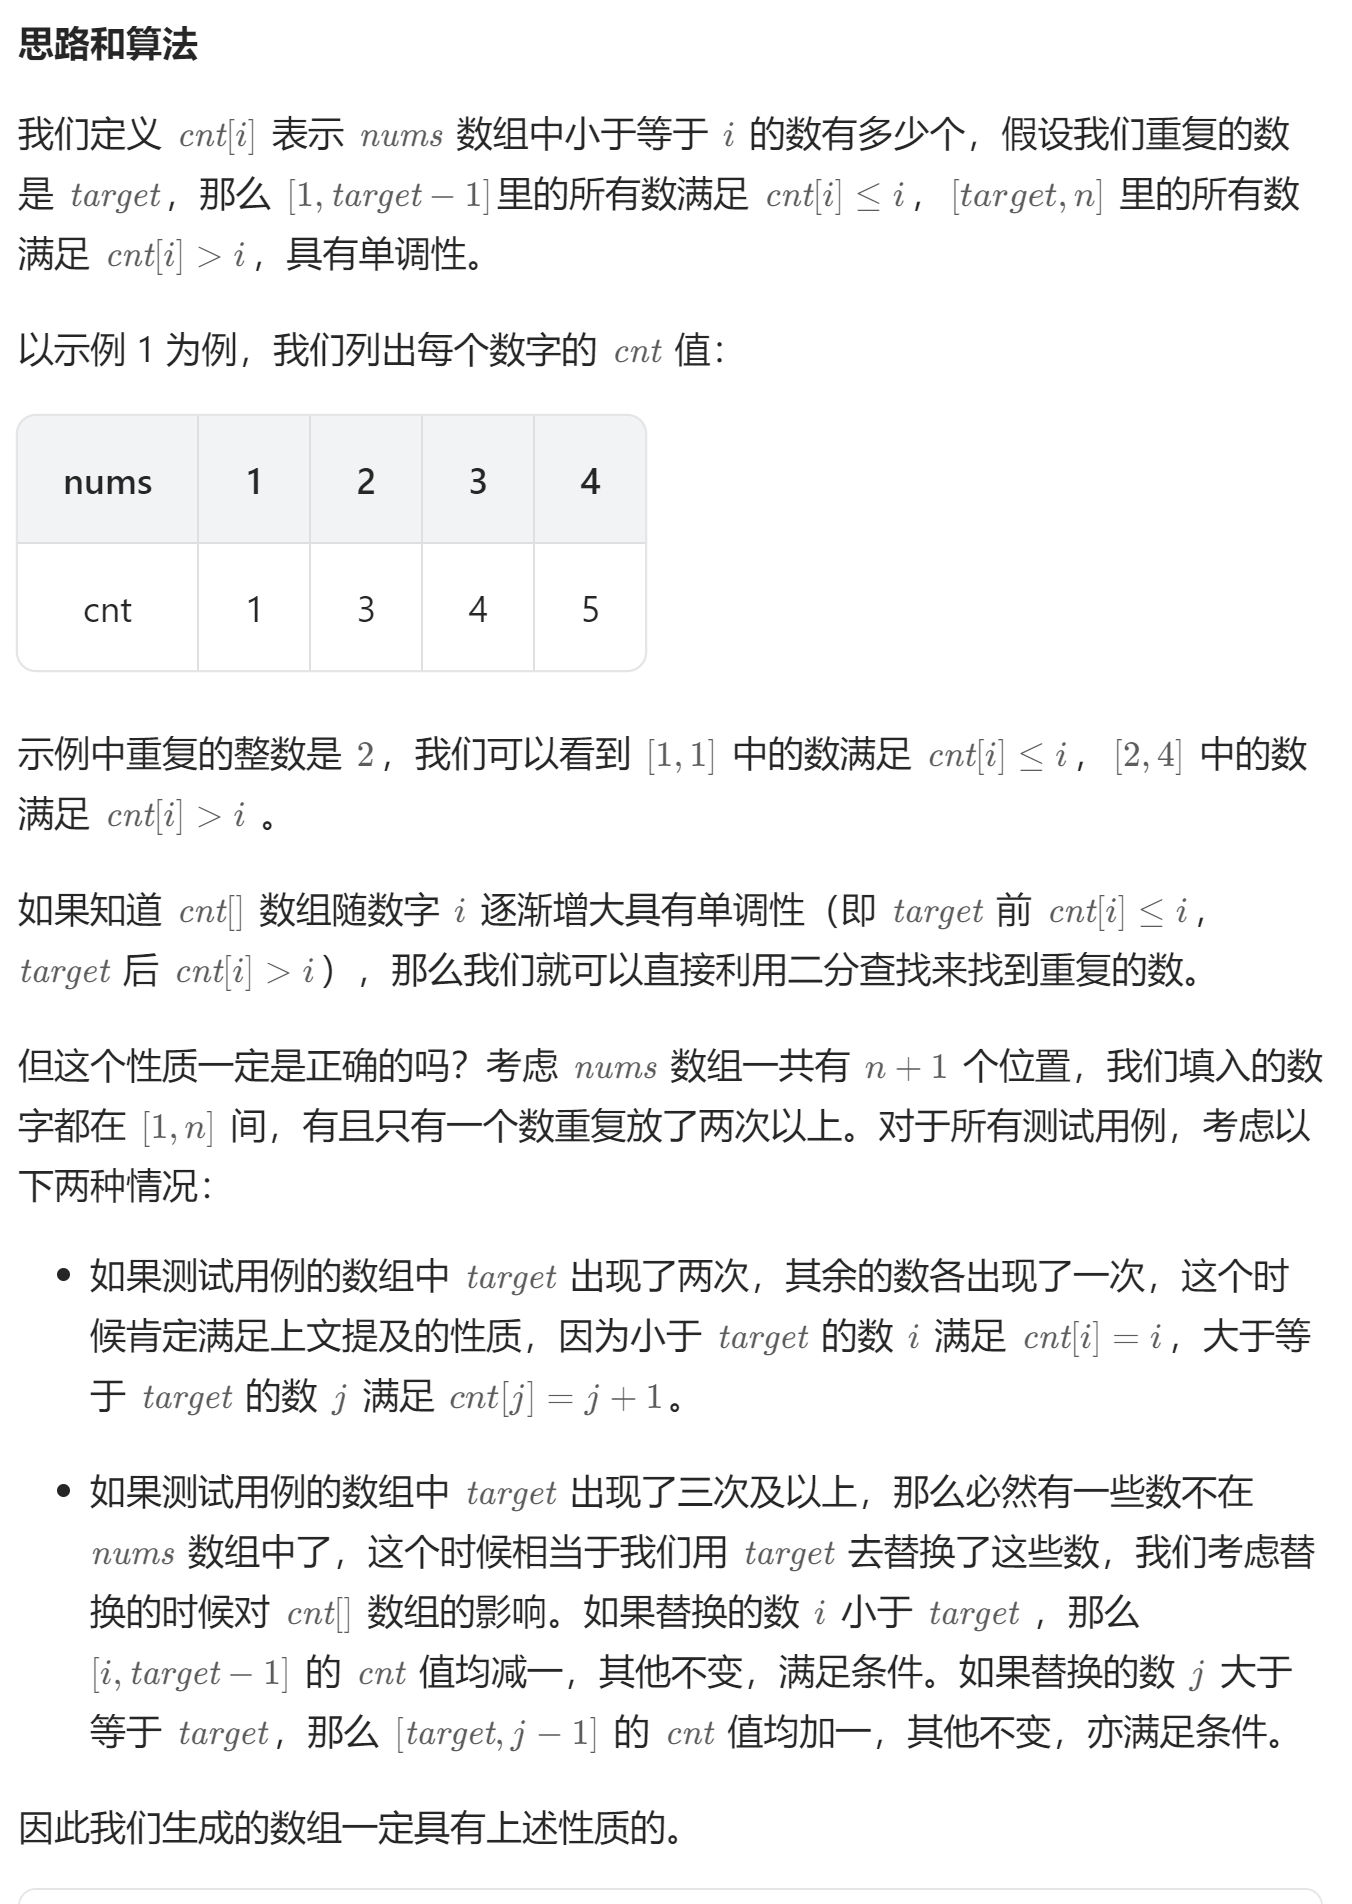 思路和算法
我们定义 cnt[i] 表示 nums 数组中小于等于 i 的数有多少个，假设我们重复的数
是 target，那么 [1, target − 1]里的所有数满足 cnt[i] ≤ i，[target, n] 里的所有数
满足 cnt[i] > i，具有单调性。
以示例 1 为例，我们列出每个数字的 cnt 值：
nums 1 2 3 4
cnt 1 3 4 5
示例中重复的整数是 2，我们可以看到 [1, 1] 中的数满足 cnt[i] ≤ i，[2, 4] 中的数
满足 cnt[i] > i 。
如果知道 cnt[] 数组随数字 i 逐渐增大具有单调性（即 target 前 cnt[i] ≤ i，
target 后 cnt[i] > i），那么我们就可以直接利用二分查找来找到重复的数。
但这个性质一定是正确的吗？考虑 nums 数组一共有 n + 1 个位置，我们填入的数
字都在 [1, n] 间，有且只有一个数重复放了两次以上。对于所有测试用例，考虑以
下两种情况：
• 如果测试用例的数组中 target 出现了两次，其余的数各出现了一次，这个时
候肯定满足上文提及的性质，因为小于 target 的数 i 满足 cnt[i] = i，大于等
于 target 的数 j 满足 cnt[j] = j + 1。
• 如果测试用例的数组中 target 出现了三次及以上，那么必然有一些数不在
nums 数组中了，这个时候相当于我们用 target 去替换了这些数，我们考虑替
换的时候对 cnt[] 数组的影响。如果替换的数 i 小于 target ，那么
[i, target − 1] 的 cnt 值均减一，其他不变，满足条件。如果替换的数 j 大于
等于 target，那么 [target, j − 1] 的 cnt 值均加一，其他不变，亦满足条件。
因此我们生成的数组一定具有上述性质的。